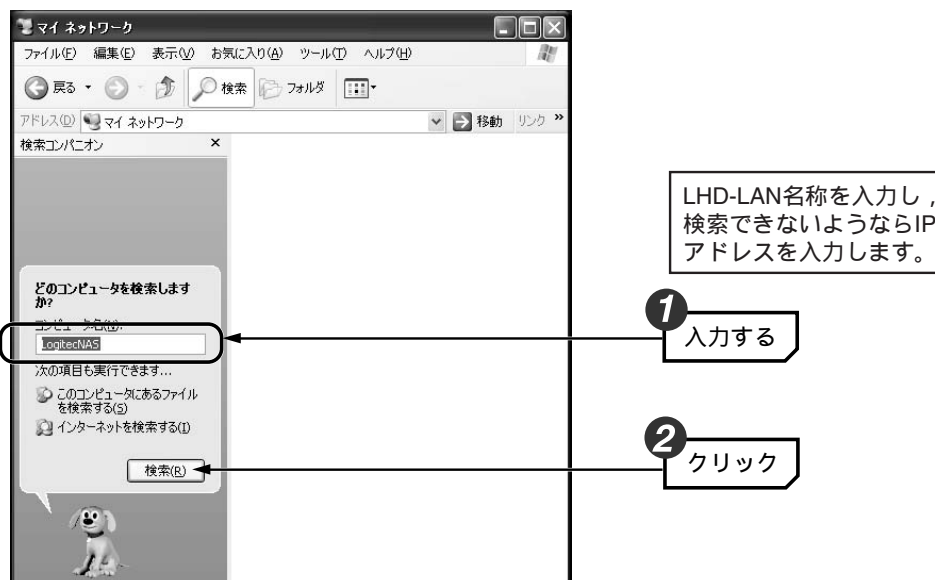 マイ ネットワーク
ファイル(F) 編集(E) 表示(V) お気に入り(A) ツール(T) ヘルプ(H)
戻る 検索 フォルダ
アドレス(D) マイ ネットワーク 移動 リンク »
検索コンパニオン ×
LHD-LAN名称を入力し，
検索できないようならIP
アドレスを入力します。
どのコンピュータを検索します
か?
コンピュータ名(N):
LogitecNAS
1 入力する
次の項目も実行できます...
このコンピュータにあるファイル
を検索する(S)
インターネットを検索する(I)
検索(R)
2 クリック